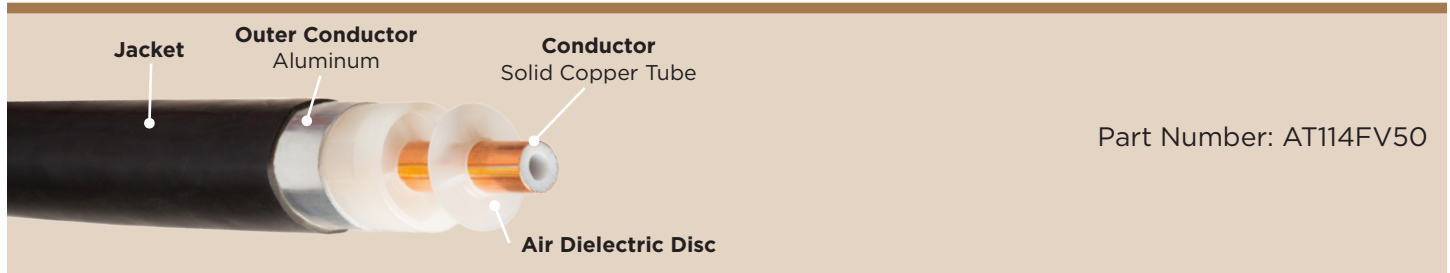 Jacket
Outer Conductor
Aluminum
Conductor
Solid Copper Tube
Part Number: AT114FV50
Air Dielectric Disc